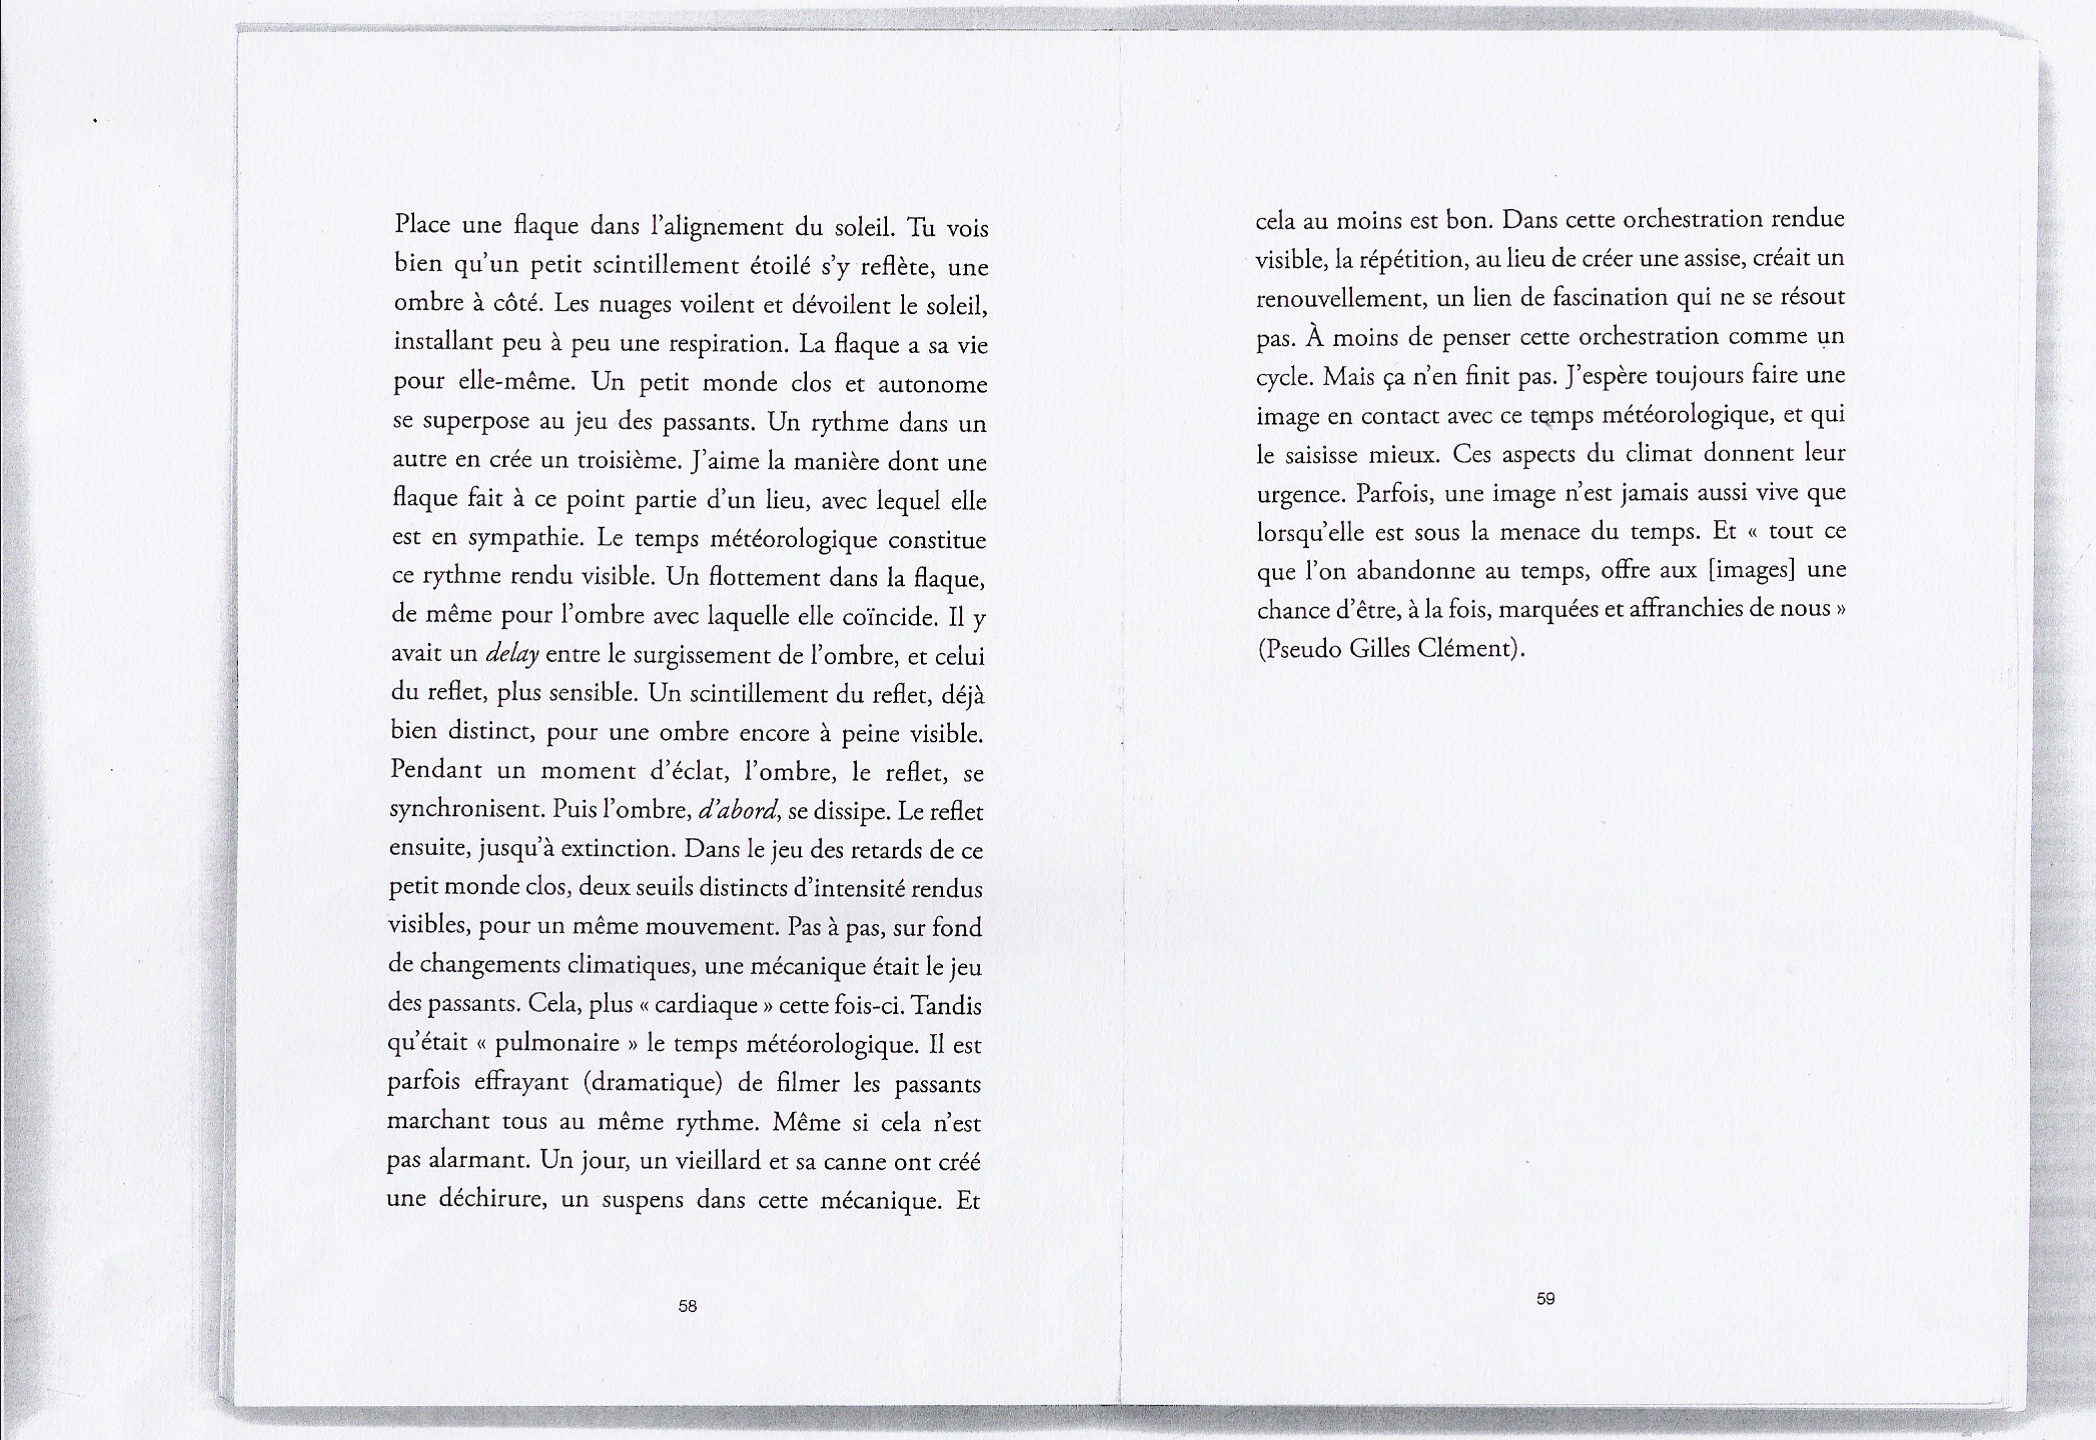 Place une flaque dans l’alignement du soleil. Tu vois
bien qu’un petit scintillement étoilé s’y reflète, une
ombre à côté. Les nuages voilent et dévoilent le soleil,
installant peu à peu une respiration. La flaque a sa vie
pour elle-même. Un petit monde clos et autonome
se superpose au jeu des passants. Un rythme dans un
autre en crée un troisième. J’aime la manière dont une
flaque fait à ce point partie d’un lieu, avec lequel elle
est en sympathie. Le temps météorologique constitue
ce rythme rendu visible. Un flottement dans la flaque,
de même pour l’ombre avec laquelle elle coïncide. Il y
avait un delay entre le surgissement de l’ombre, et celui
du reflet, plus sensible. Un scintillement du reflet, déjà
bien distinct, pour une ombre encore à peine visible.
Pendant un moment d’éclat, l’ombre, le reflet, se
synchronisent. Puis l’ombre, d’abord, se dissipe. Le reflet
ensuite, jusqu’à extinction. Dans le jeu des retards de ce
petit monde clos, deux seuils distincts d’intensité rendus
visibles, pour un même mouvement. Pas à pas, sur fond
de changements climatiques, une mécanique était le jeu
des passants. Cela, plus « cardiaque » cette fois-ci. Tandis
qu’était « pulmonaire » le temps météorologique. Il est
parfois effrayant (dramatique) de filmer les passants
marchant tous au même rythme. Même si cela n’est
pas alarmant. Un jour, un vieillard et sa canne ont créé
une déchirure, un suspens dans cette mécanique. Et
58
cela au moins est bon. Dans cette orchestration rendue
visible, la répétition, au lieu de créer une assise, créait un
renouvellement, un lien de fascination qui ne se résout
pas. À moins de penser cette orchestration comme un
cycle. Mais ça n’en finit pas. J’espère toujours faire une
image en contact avec ce temps météorologique, et qui
le saisisse mieux. Ces aspects du climat donnent leur
urgence. Parfois, une image n’est jamais aussi vive que
lorsqu’elle est sous la menace du temps. Et « tout ce
que l’on abandonne au temps, offre aux [images] une
chance d’être, à la fois, marquées et affranchies de nous »
(Pseudo Gilles Clément).
59